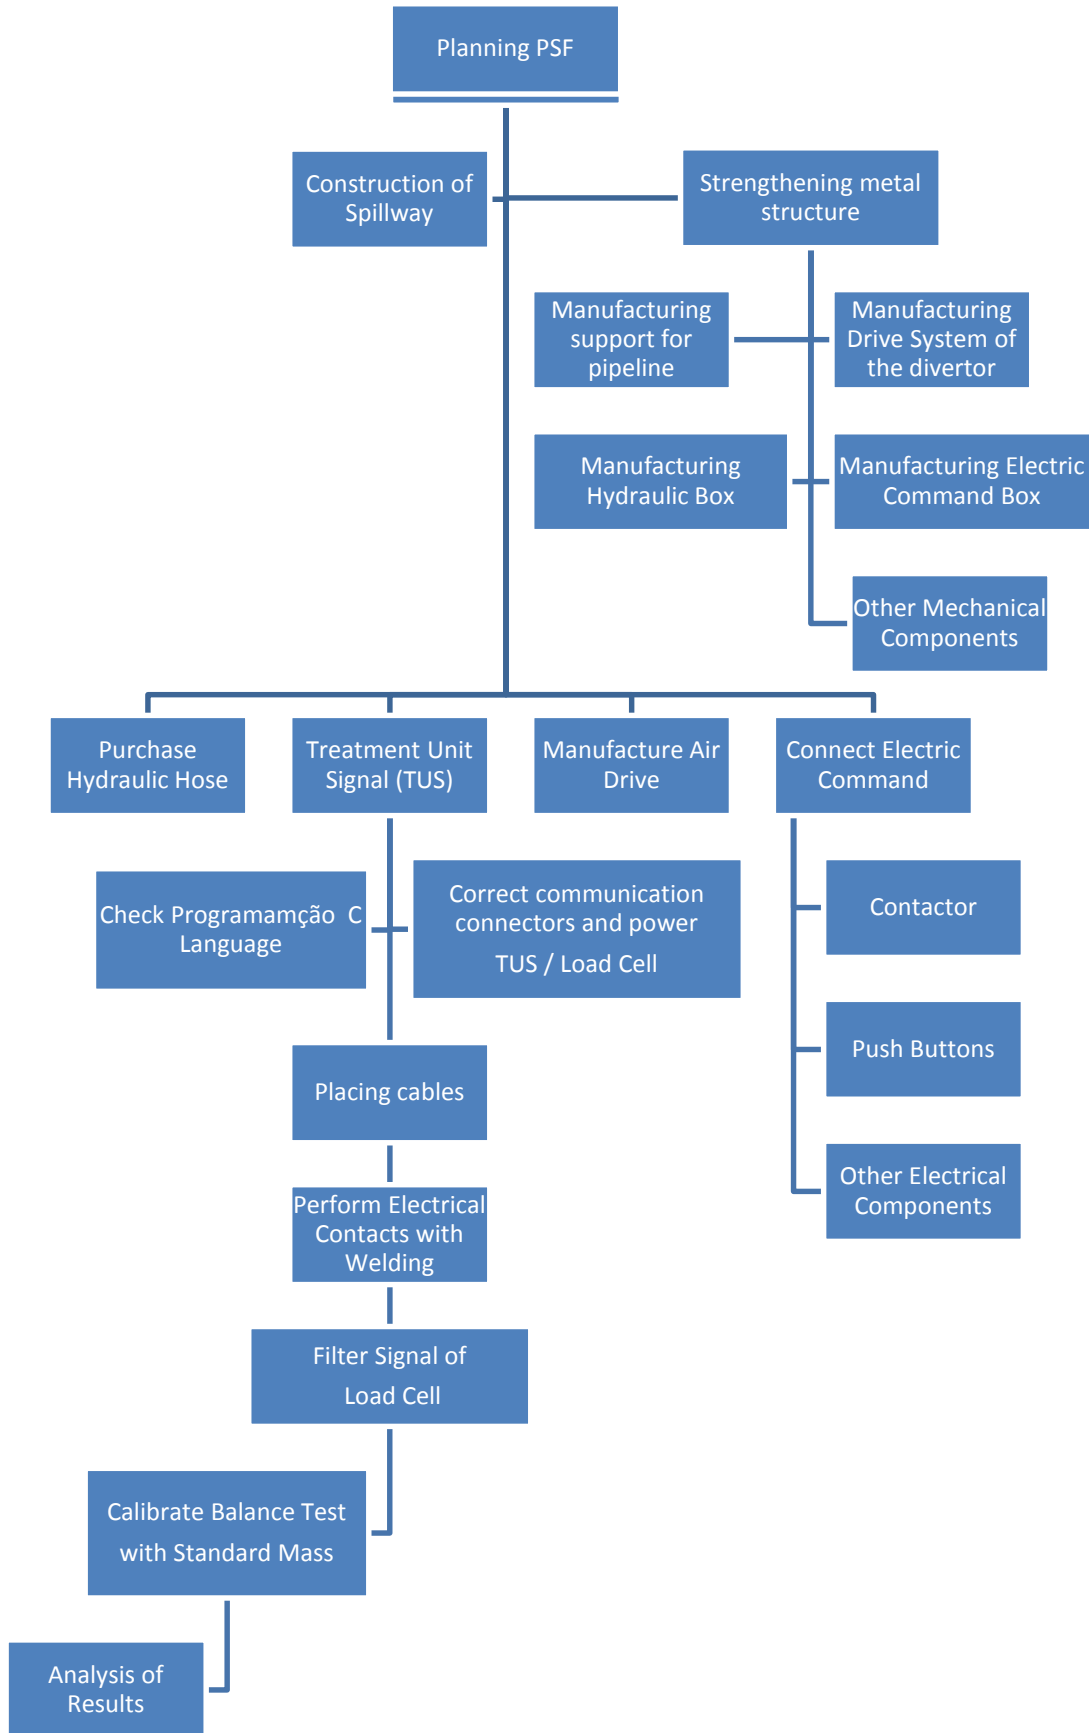 Planning PSF
Construction of
Spillway
Strengthening metal
structure
Manufacturing
support for
pipeline
Manufacturing
Drive System of
the divertor
Manufacturing
Hydraulic Box
Manufacturing Electric
Command Box
Other Mechanical
Components
Purchase
Hydraulic Hose
Treatment Unit
Signal (TUS)
Manufacture Air
Drive
Connect Electric
Command
Check Programamção C
Language
Correct communication
connectors and power
TUS / Load Cell
Contactor
Push Buttons
Placing cables
Other Electrical
Components
Perform Electrical
Contacts with
Welding
Filter Signal of
Load Cell
Calibrate Balance Test
with Standard Mass
Analysis of
Results